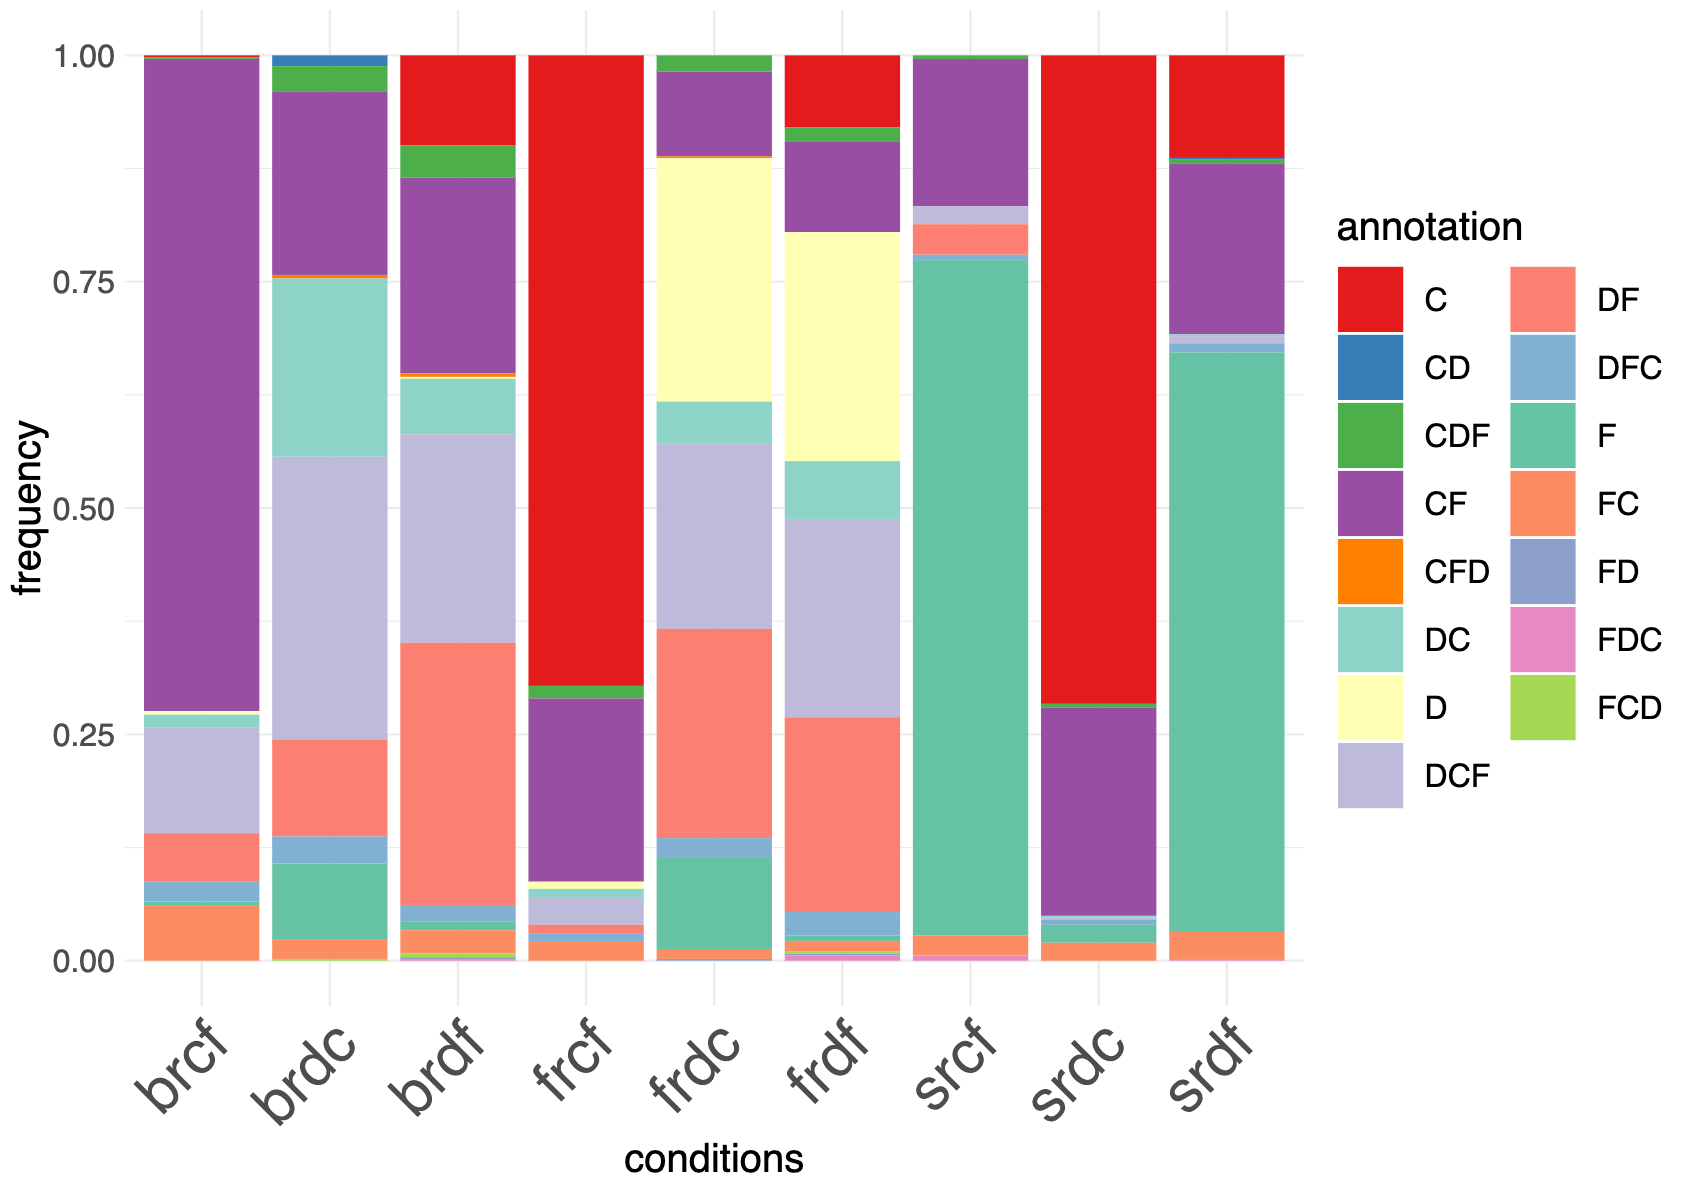 1.00
0.75
0.50
0.25
0.00
frequency
brcf
brdc
brdf
frcf
frdc
frdf
srcf
srdc
srdf
conditions
annotation
C
CD
CDF
CF
CFD
DC
D
DCF
DF
DFC
F
FC
FD
FDC
FCD